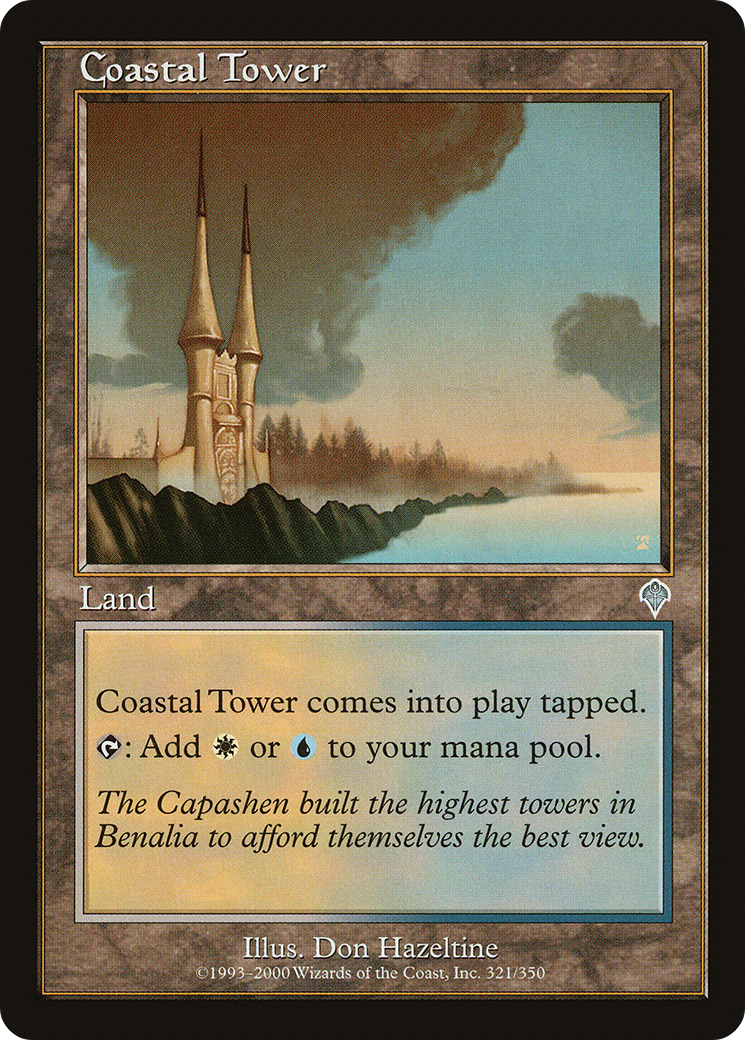 Coastal Tower
Land
Coastal Tower comes into play tapped.
: Add or to your mana pool.
The Capashen built the highest towers in
Benalia to afford themselves the best view.
Illus. Don Hazeltine
©1993–2000 Wizards of the Coast, Inc. 321/350